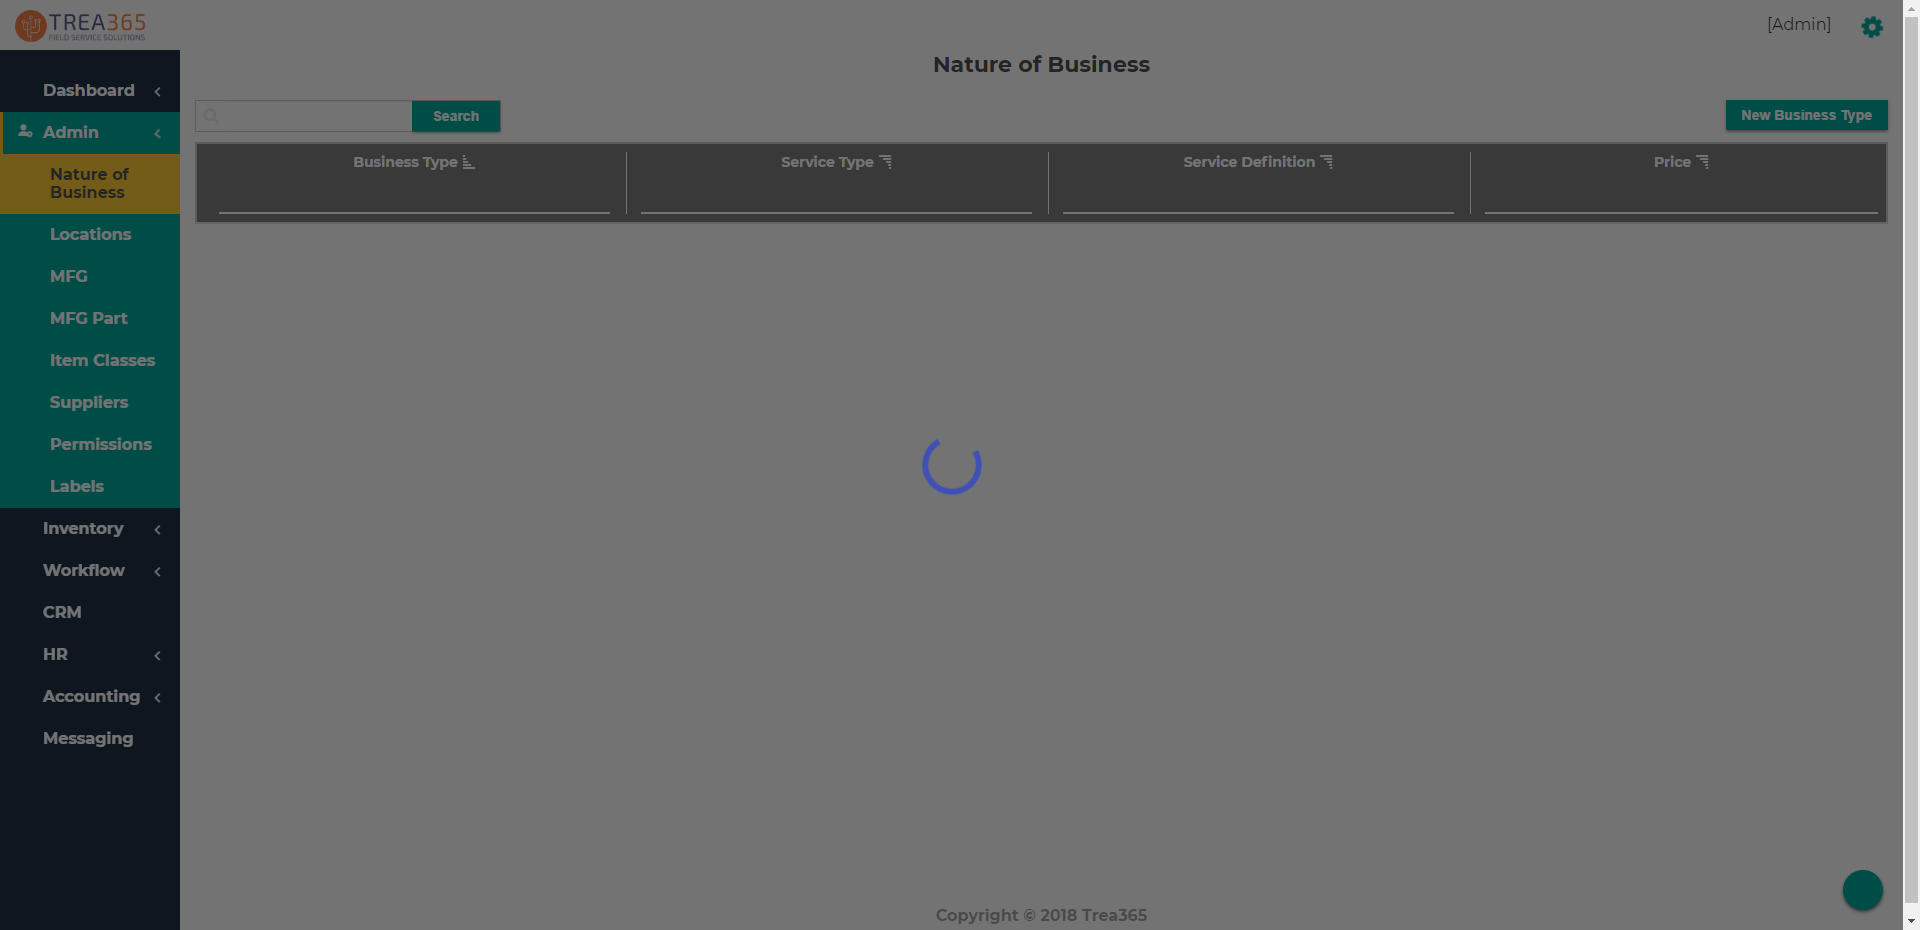 TREA365
FIELD SERVICE SOLUTIONS
[Admin]
Nature of Business
Dashboard
Admin
Nature of
Business
Locations
MFG
MFG Part
Item Classes
Suppliers
Permissions
Labels
Inventory
Workflow
CRM
HR
Accounting
Messaging
Search
New Business Type
Business Type
Service Type
Service Definition
Price
Copyright © 2018 Trea365